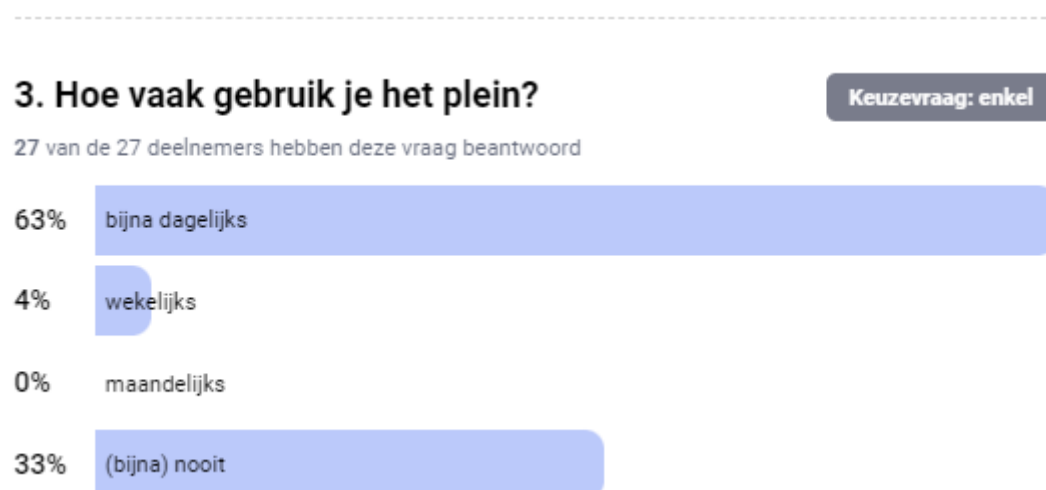 3. Hoe vaak gebruik je het plein?
Keuzevraag: enkel
27 van de 27 deelnemers hebben deze vraag beantwoord
63% bijna dagelijks
4% wekelijks
0% maandelijks
33% (bijna) nooit